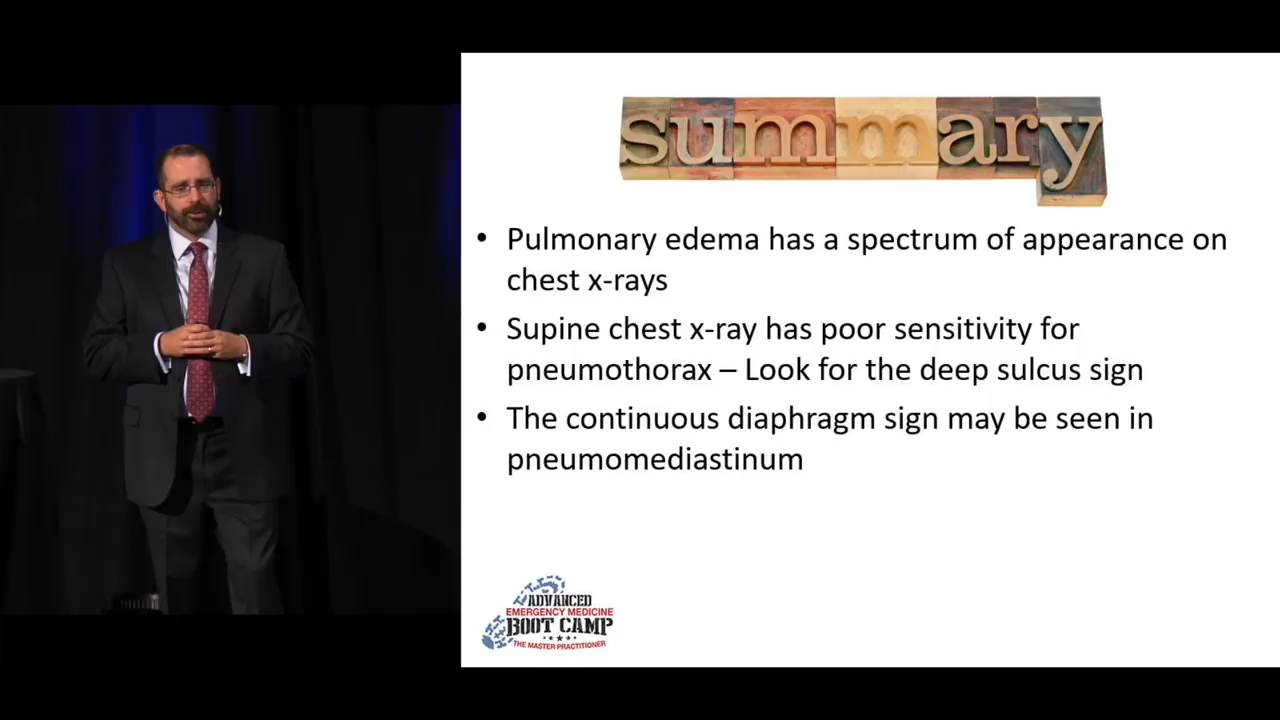 summary
• Pulmonary edema has a spectrum of appearance on
chest x-rays
• Supine chest x-ray has poor sensitivity for
pneumothorax – Look for the deep sulcus sign
• The continuous diaphragm sign may be seen in
pneumomediastinum
ADVANCED
EMERGENCY MEDICINE
BOOT CAMP
THE MASTER PRACTITIONER